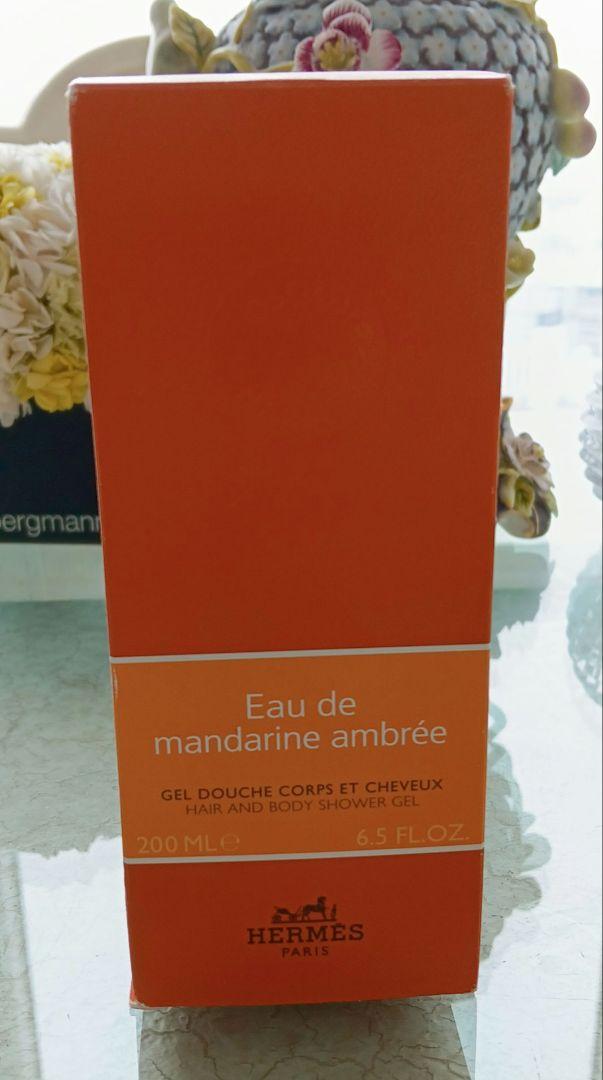 bergmann
Eau de
mandarine ambrée
GEL DOUCHE CORPS ET CHEVEUX
HAIR AND BODY SHOWER GEL
200 ML ℮ 6.5 FL.OZ.
HERMÈS
PARIS